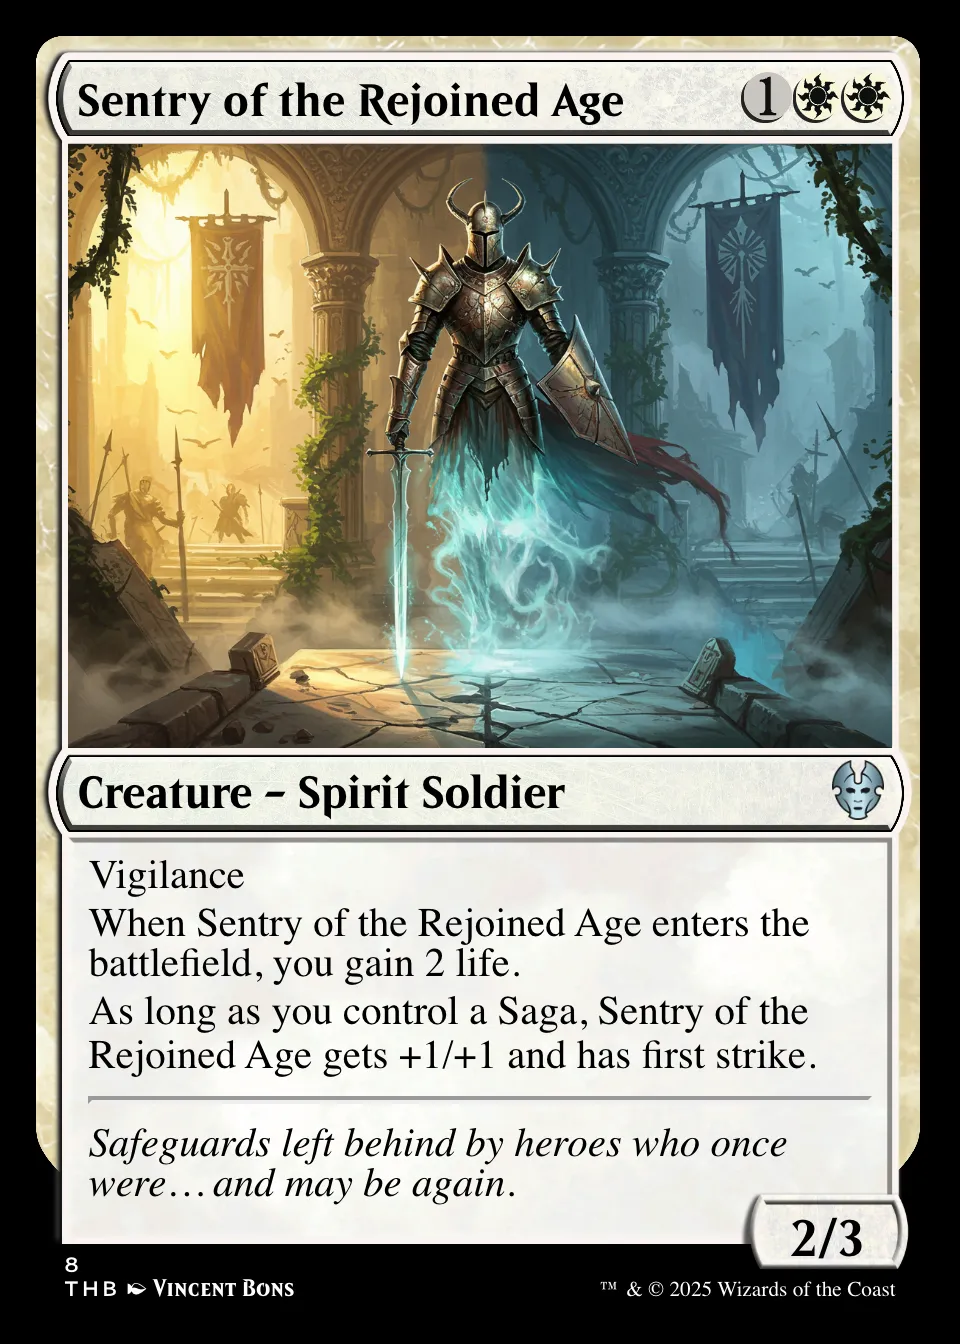 Sentry of the Rejoined Age 1
Creature – Spirit Soldier
Vigilance
When Sentry of the Rejoined Age enters the
battlefield, you gain 2 life.
As long as you control a Saga, Sentry of the
Rejoined Age gets +1/+1 and has first strike.
Safeguards left behind by heroes who once
were…and may be again.
2/3
8
THB Vincent Bons
™ & © 2025 Wizards of the Coast